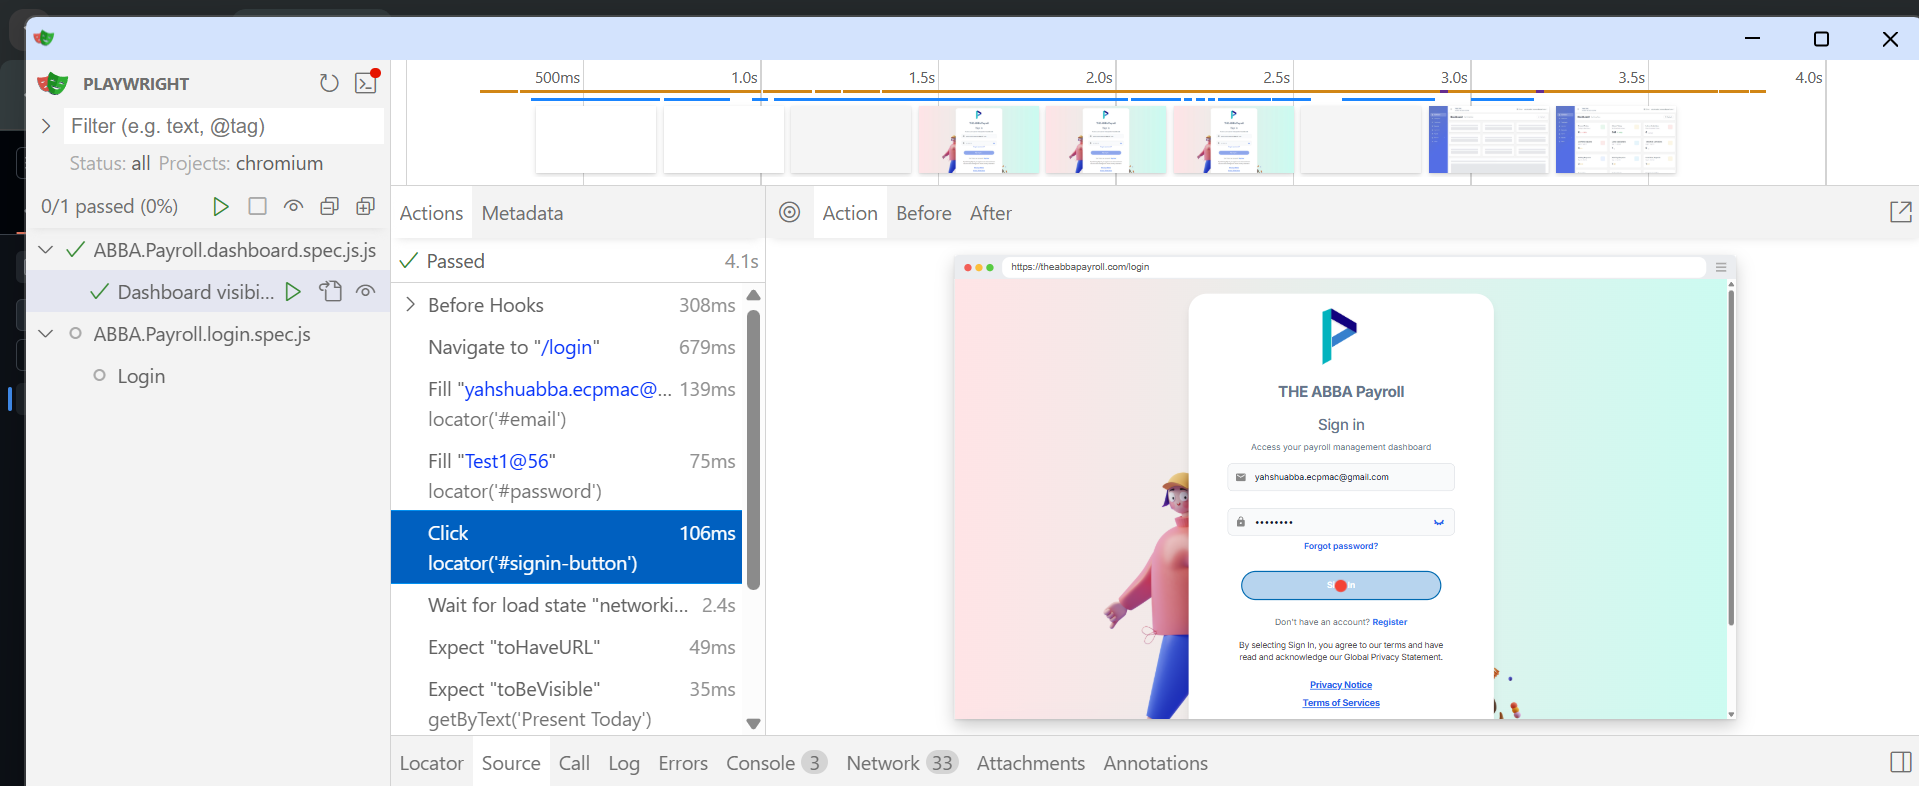 PLAYWRIGHT
Filter (e.g. text, @tag)
Status: all Projects: chromium
0/1 passed (0%)
ABBA.Payroll.dashboard.spec.js.js
Dashboard visibi...
ABBA.Payroll.login.spec.js
Login
500ms 1.0s 1.5s 2.0s 2.5s 3.0s 3.5s 4.0s
Actions Metadata
Passed 4.1s
Before Hooks 308ms
Navigate to "/login" 679ms
Fill "yahshuabba.ecpmac@... 139ms
locator('#email')
Fill "Test1@56" 75ms
locator('#password')
Click 106ms
locator('#signin-button')
Wait for load state "networki... 2.4s
Expect "toHaveURL" 49ms
Expect "toBeVisible" 35ms
getByText('Present Today')
Action Before After
https://theabbapayroll.com/login
THE ABBA Payroll
Sign in
Access your payroll management dashboard
yahshuabba.ecpmac@gmail.com
••••••••
Forgot password?
Don't have an account? Register
By selecting Sign In, you agree to our terms and have
read and acknowledge our Global Privacy Statement.
Privacy Notice
Terms of Services
Locator Source Call Log Errors Console 3 Network 33 Attachments Annotations